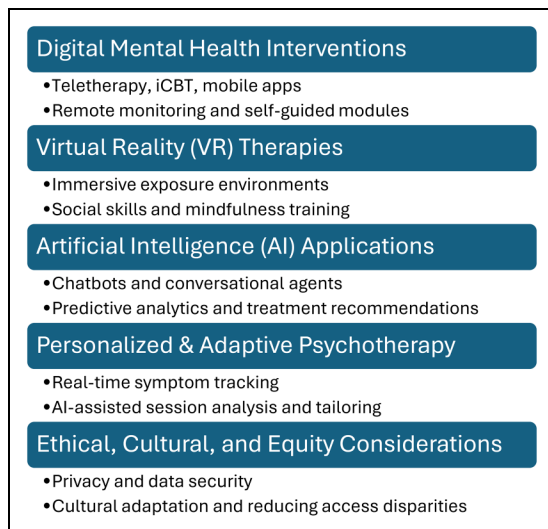 Digital Mental Health Interventions
•Teletherapy, iCBT, mobile apps
•Remote monitoring and self-guided modules
Virtual Reality (VR) Therapies
•Immersive exposure environments
•Social skills and mindfulness training
Artificial Intelligence (AI) Applications
•Chatbots and conversational agents
•Predictive analytics and treatment recommendations
Personalized & Adaptive Psychotherapy
•Real-time symptom tracking
•AI-assisted session analysis and tailoring
Ethical, Cultural, and Equity Considerations
•Privacy and data security
•Cultural adaptation and reducing access disparities